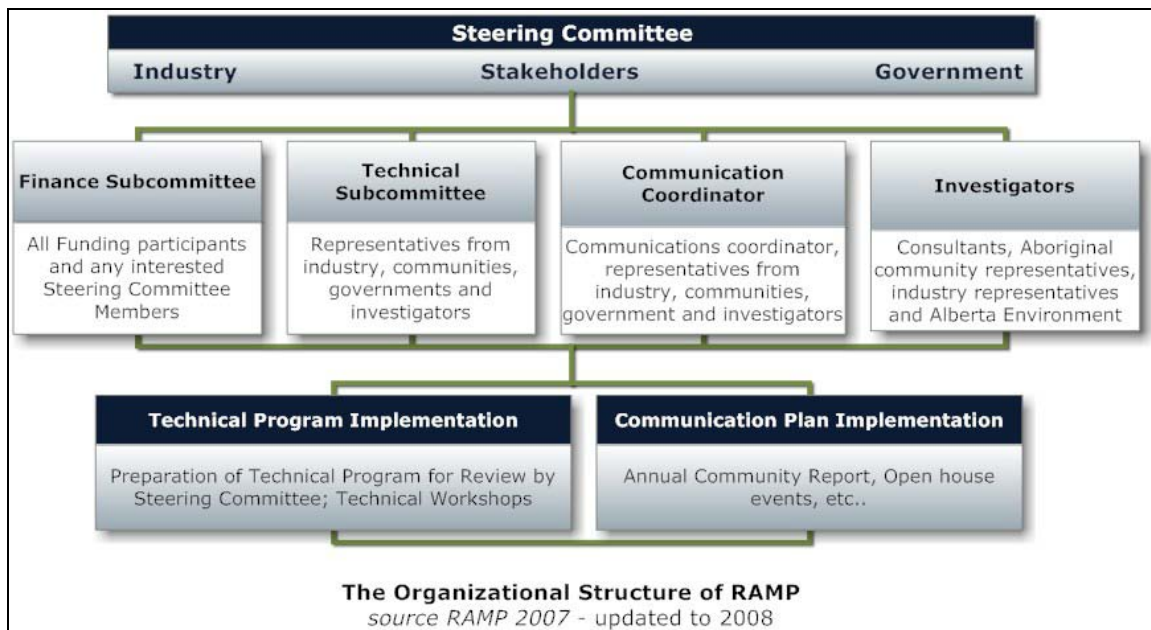 Steering Committee
Industry Stakeholders Government
Finance Subcommittee
All Funding participants
and any interested
Steering Committee
Members
Technical
Subcommittee
Representatives from
industry, communities,
governments and
investigators
Communication
Coordinator
Communications coordinator,
representatives from
industry, communities,
government and investigators
Investigators
Consultants, Aboriginal
community representatives,
industry representatives
and Alberta Environment
Technical Program Implementation
Preparation of Technical Program for Review by
Steering Committee; Technical Workshops
Communication Plan Implementation
Annual Community Report, Open house
events, etc..
The Organizational Structure of RAMP
source RAMP 2007 - updated to 2008